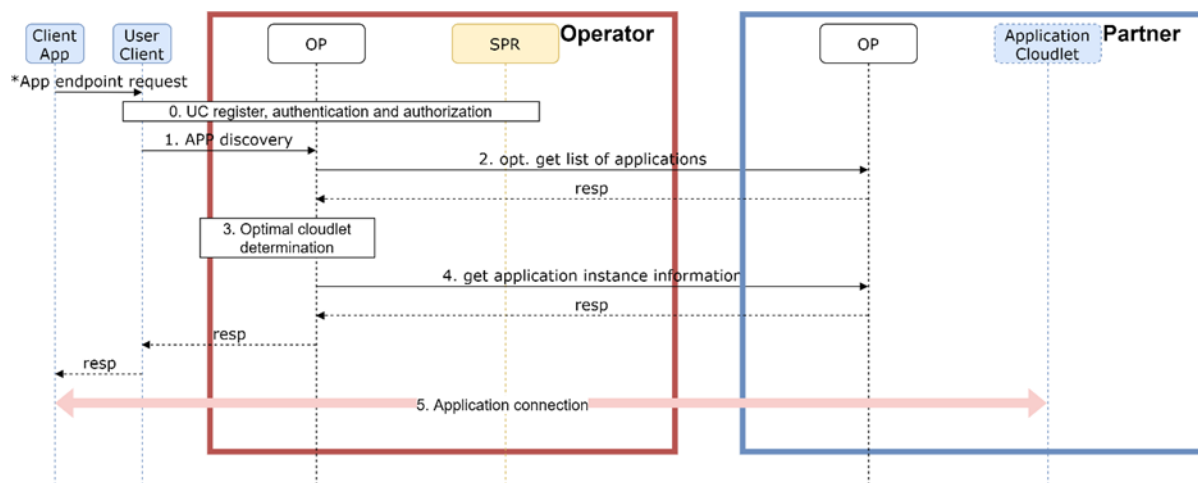 Client
App
User
Client
OP
SPR
Operator
OP
Application
Cloudlet
Partner
*App endpoint request
0. UC register, authentication and authorization
1. APP discovery
2. opt. get list of applications
resp
3. Optimal cloudlet
determination
4. get application instance information
resp
resp
resp
5. Application connection